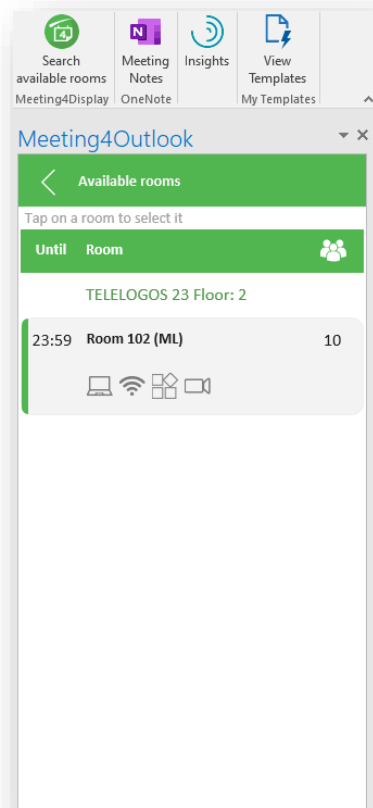 Search
available rooms
Meeting4Display
Meeting
Notes
OneNote
Insights
View
Templates
My Templates
Meeting4Outlook
Available rooms
Tap on a room to select it
Until Room
TELELOGOS 23 Floor: 2
23:59 Room 102 (ML) 10